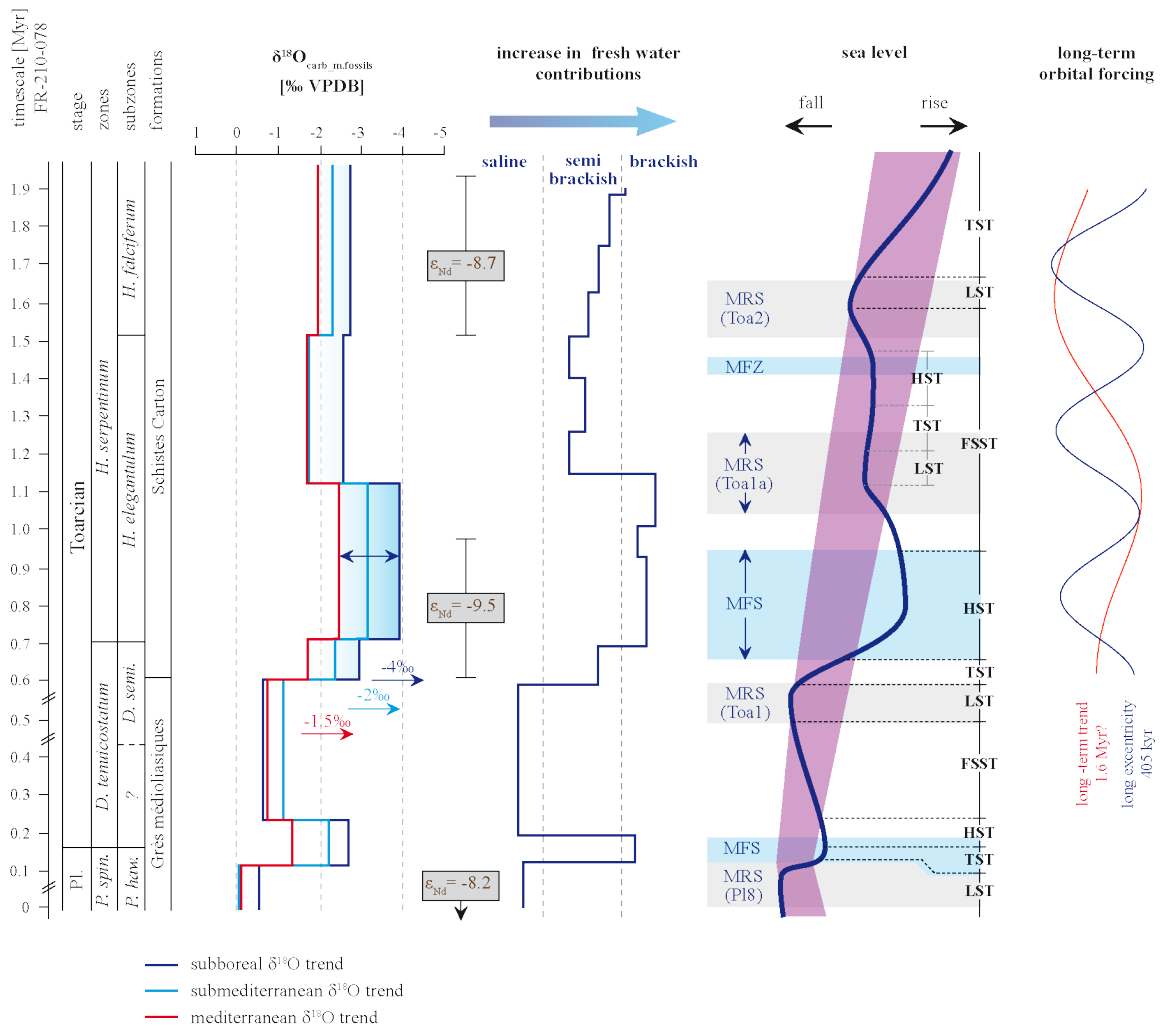 timescale [Myr]
FR-210-078
stage
zones
subzones
formations
δ18Ocarb_m.fossils
[‰ VPDB]
1
0
-1
-2
-3
-4
-5
increase in fresh water
contributions
saline
semi
brackish
brackish
sea level
fall
rise
long-term
orbital forcing
1.9
1.8
1.7
1.6
1.5
1.4
1.3
1.2
1.1
1.0
0.9
0.8
0.7
0.6
0.5
0.4
0.3
0.2
0.1
0
Toarcian
Pl.
H. serpentinum
D. tenuicostatum
P. spin.
H. falciferum
H. elegantulum
D. semi.
?
P. haw.
Schistes Carton
Grès médioliasiques
-4‰
-2‰
-1.5‰
εNd= -8.7
εNd= -9.5
εNd= -8.2
MRS
(Toa2)
MFZ
MRS
(Toa1a)
MFS
MRS
(Toa1)
MFS
MRS
(Pl8)
TST
LST
HST
TST
FSST
LST
HST
TST
LST
FSST
HST
TST
LST
long -term trend
1.6 Myr?
long excentricity
405 kyr
subboreal δ18O trend
submediterranean δ18O trend
mediterranean δ18O trend